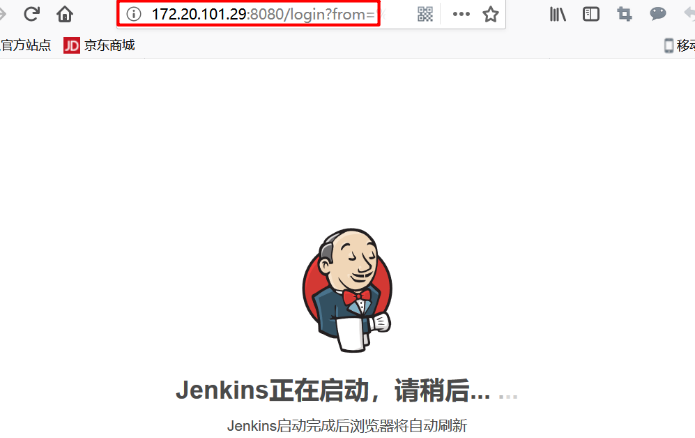 172.20.101.29:8080/login?from=
官方站点
JD 京东商城
移动
Jenkins正在启动，请稍后... ...
Jenkins启动完成后浏览器将自动刷新